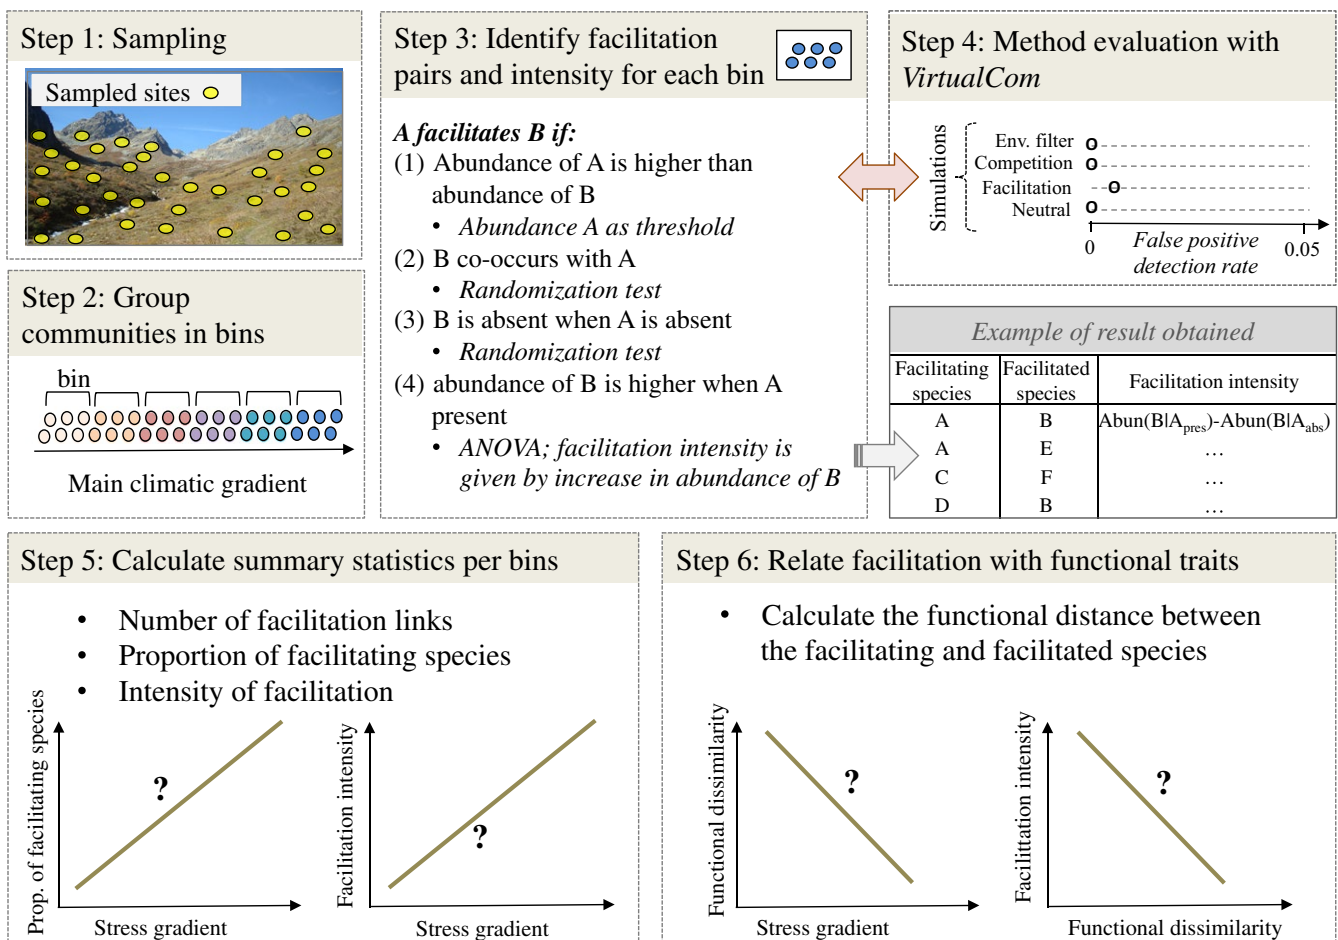 Step 1: Sampling
Sampled sites
Step 2: Group
communities in bins
bin
Main climatic gradient
Step 3: Identify facilitation
pairs and intensity for each bin
A facilitates B if:
(1) Abundance of A is higher than
abundance of B
• Abundance A as threshold
(2) B co-occurs with A
• Randomization test
(3) B is absent when A is absent
• Randomization test
(4) abundance of B is higher when A
present
• ANOVA; facilitation intensity is
given by increase in abundance of B
Step 4: Method evaluation with
VirtualCom
Simulations
Env. filter
Competition
Facilitation
Neutral
0
False positive
detection rate
0.05
Example of result obtained
Facilitating species Facilitated species Facilitation intensity
A B Abun(B|Apres)-Abun(B|Aabs)
A E …
C F …
D B …
Step 5: Calculate summary statistics per bins
• Number of facilitation links
• Proportion of facilitating species
• Intensity of facilitation
Prop. of facilitating species
?
Stress gradient
Facilitation intensity
?
Stress gradient
Step 6: Relate facilitation with functional traits
• Calculate the functional distance between
the facilitating and facilitated species
Functional dissimilarity
?
Stress gradient
Facilittation intensity
?
Functional dissimilarity